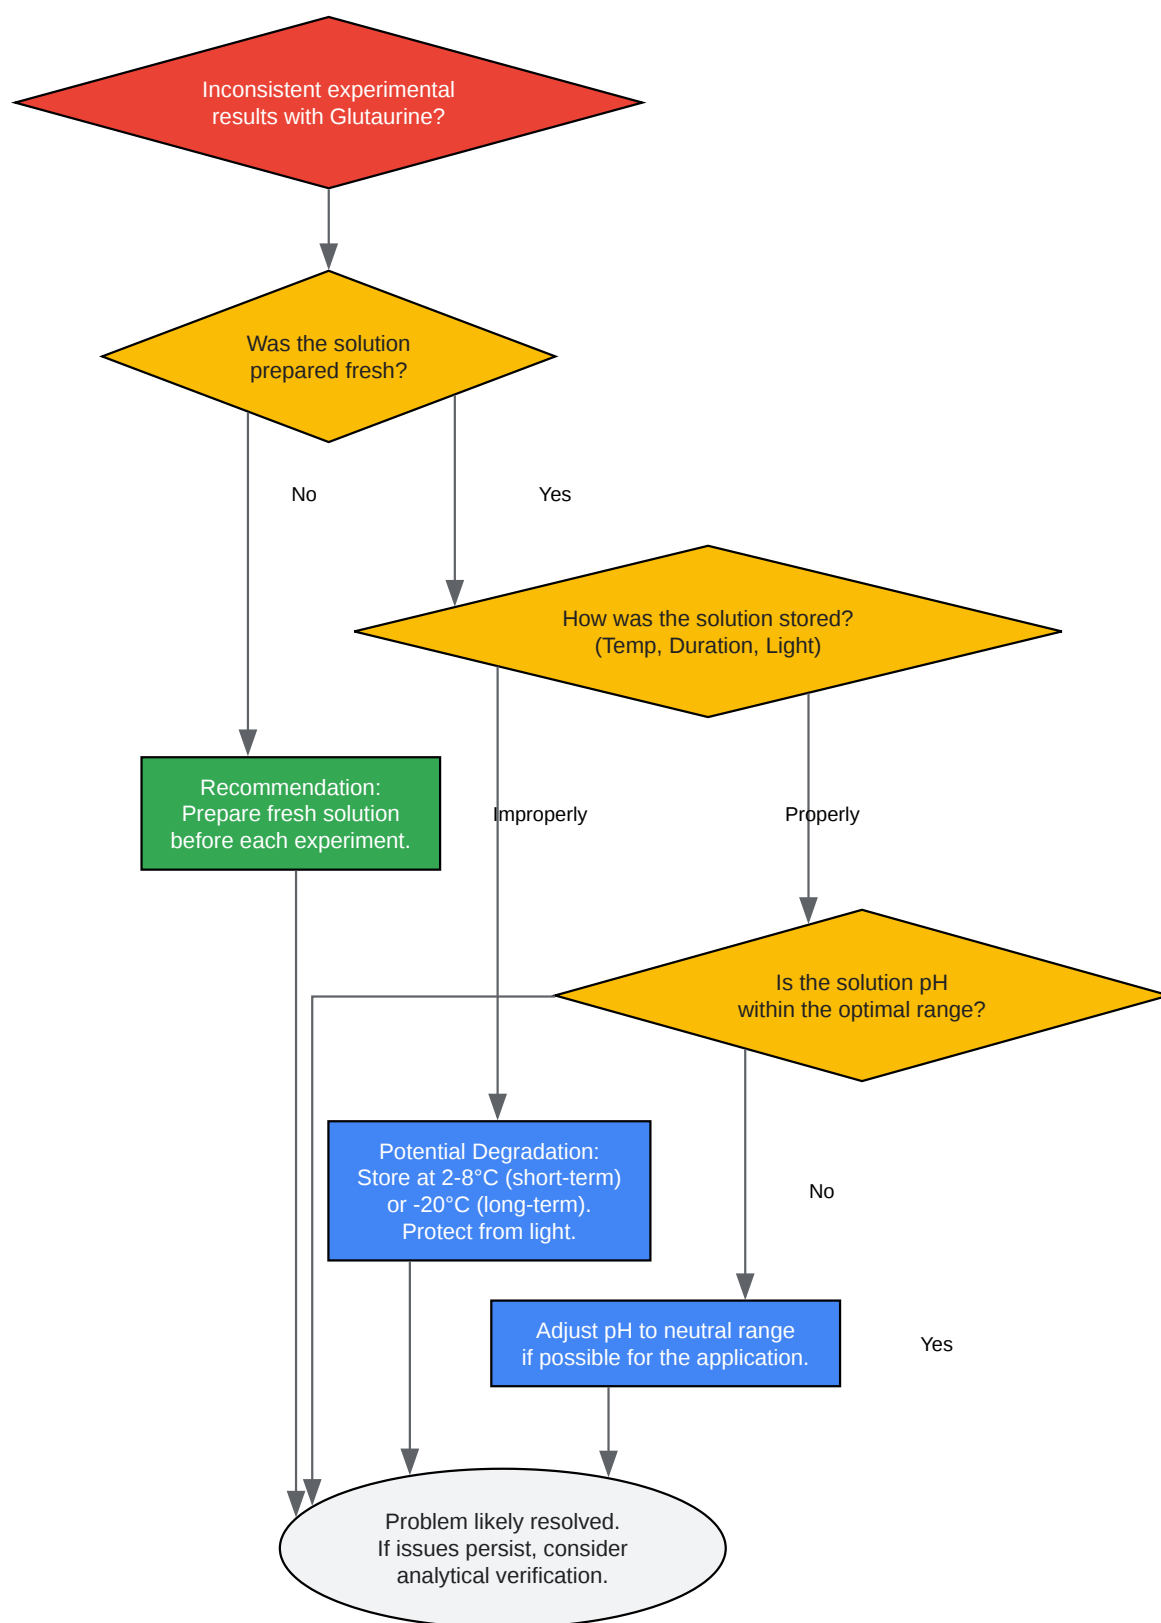 Inconsistent experimental
results with Glutaurine?
Was the solution
prepared fresh?
No
Yes
How was the solution stored?
(Temp, Duration, Light)
Recommendation:
Prepare fresh solution
before each experiment.
Improperly
Properly
Is the solution pH
within the optimal range?
Potential Degradation:
Store at 2-8°C (short-term)
or -20°C (long-term).
Protect from light.
No
Adjust pH to neutral range
if possible for the application.
Yes
Problem likely resolved.
If issues persist, consider
analytical verification.